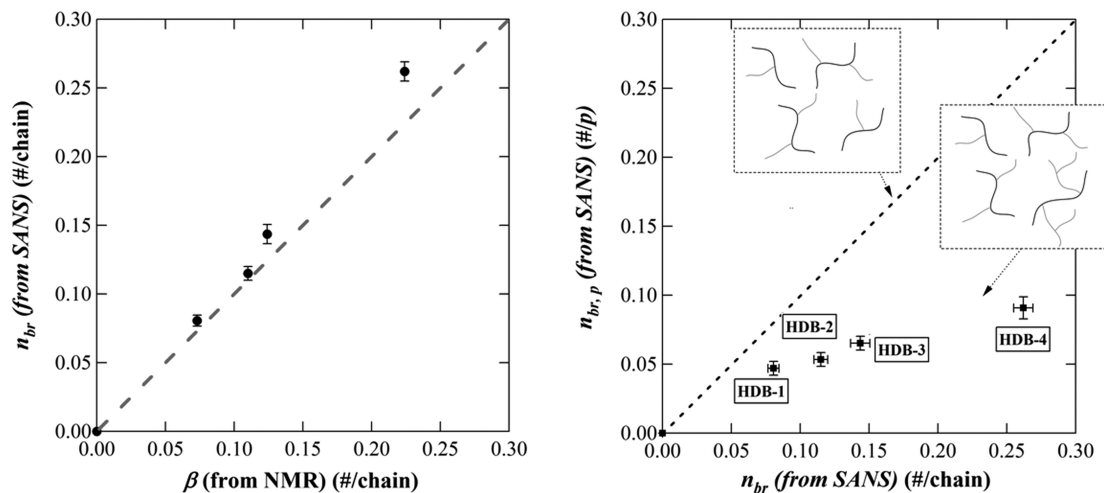 0.30
0.25
0.20
0.15
0.10
0.05
0.00
n_br (from SANS) (#/chain)
0.00 0.05 0.10 0.15 0.20 0.25 0.30
β (from NMR) (#/chain)
0.30
0.25
0.20
0.15
0.10
0.05
0.00
n_br, p (from SANS) (#/p)
HDB-2
HDB-3
HDB-4
HDB-1
0.00 0.05 0.10 0.15 0.20 0.25 0.30
n_br (from SANS) (#/chain)